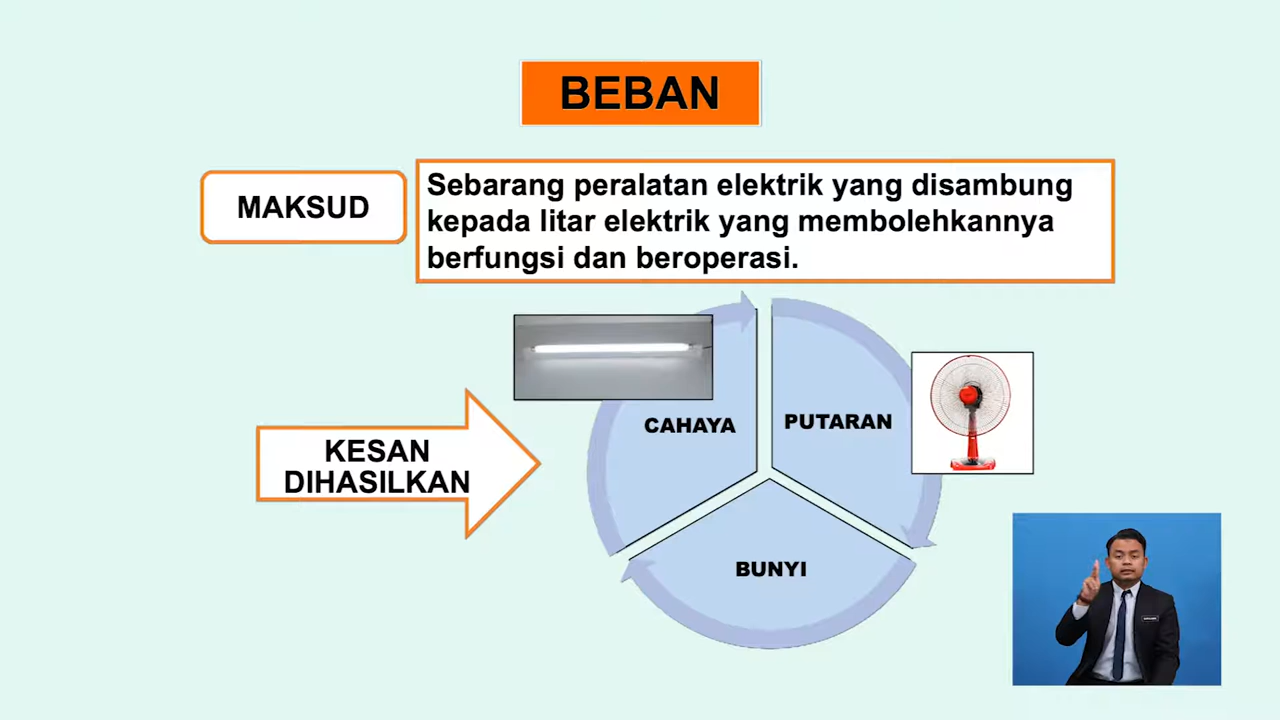 BEBAN
MAKSUD
Sebarang peralatan elektrik yang disambung
kepada litar elektrik yang membolehkannya
berfungsi dan beroperasi.
KESAN
DIHASILKAN
CAHAYA
PUTARAN
BUNYI